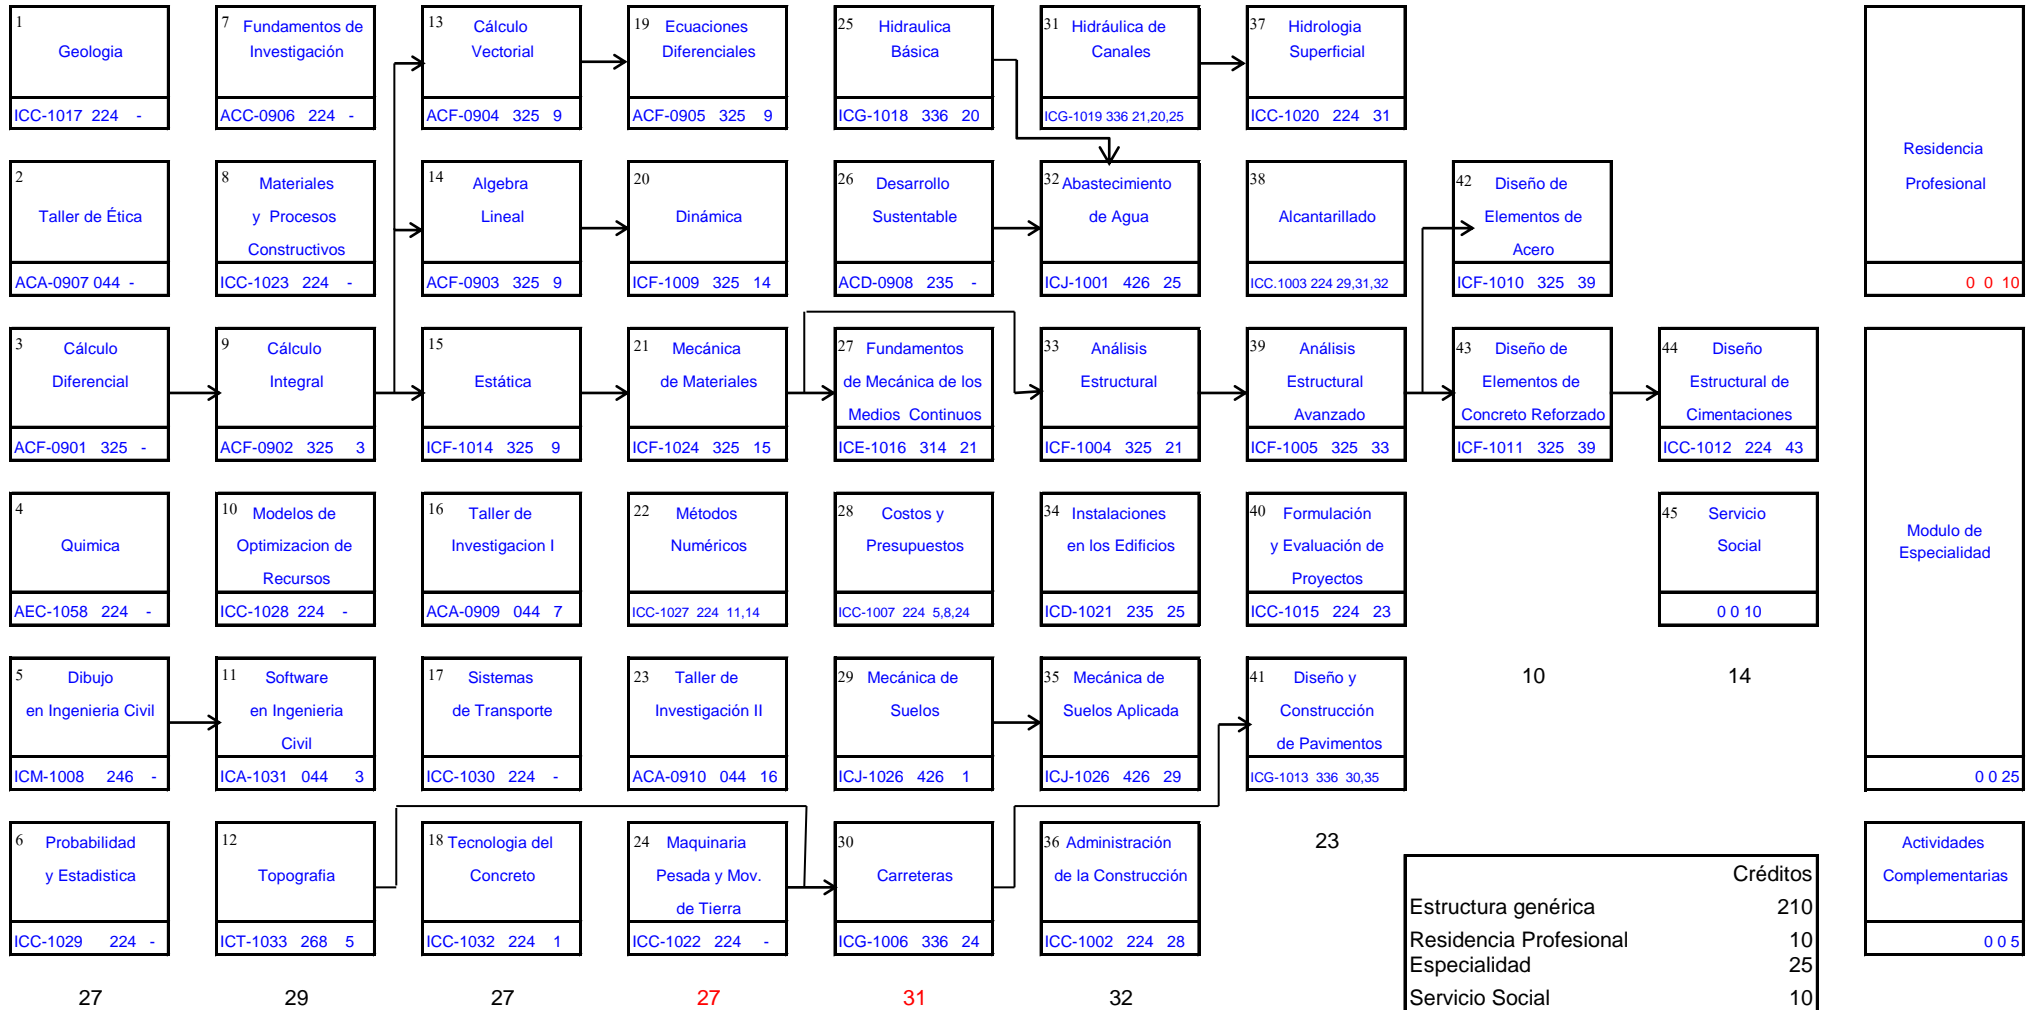 1
Geologia
ICC-1017 224 -
7 Fundamentos de
Investigación
ACC-0906 224 -
13 Cálculo
Vectorial
ACF-0904 325 9
19 Ecuaciones
Diferenciales
ACF-0905 325 9
25 Hidraulica
Básica
ICG-1018 336 20
31 Hidráulica de
Canales
ICG-1019 336 21,20,25
37 Hidrologia
Superficial
ICC-1020 224 31
2
Taller de Ética
ACA-0907 044 -
8 Materiales
y Procesos
Constructivos
ICC-1023 224 -
14 Algebra
Lineal
ACF-0903 325 9
20
Dinámica
ICF-1009 325 14
26 Desarrollo
Sustentable
ACD-0908 235 -
32 Abastecimiento
de Agua
ICJ-1001 426 25
38
Alcantarillado
ICC.1003 224 29,31,32
42 Diseño de
Elementos de
Acero
ICF-1010 325 39
Residencia
Profesional
0 0 10
3 Cálculo
Diferencial
ACF-0901 325 -
9 Cálculo
Integral
ACF-0902 325 3
15
Estática
ICF-1014 325 9
21 Mecánica
de Materiales
ICF-1024 325 15
27 Fundamentos
de Mecánica de los
Medios Continuos
ICE-1016 314 21
33 Análisis
Estructural
ICF-1004 325 21
39 Análisis
Estructural
Avanzado
ICF-1005 325 33
43 Diseño de
Elementos de
Concreto Reforzado
ICF-1011 325 39
44 Diseño
Estructural de
Cimentaciones
ICC-1012 224 43
4
Quimica
AEC-1058 224 -
10 Modelos de
Optimizacion de
Recursos
ICC-1028 224 -
16 Taller de
Investigacion I
ACA-0909 044 7
22 Métodos
Numéricos
ICC-1027 224 11,14
28 Costos y
Presupuestos
ICC-1007 224 5,8,24
34 Instalaciones
en los Edificios
ICD-1021 235 25
40 Formulación
y Evaluación de
Proyectos
ICC-1015 224 23
45 Servicio
Social
0 0 10
Modulo de
Especialidad
0 0 25
5 Dibujo
en Ingenieria Civil
ICM-1008 246 -
11 Software
en Ingenieria
Civil
ICA-1031 044 3
17 Sistemas
de Transporte
ICC-1030 224 -
23 Taller de
Investigación II
ACA-0910 044 16
29 Mecánica de
Suelos
ICJ-1026 426 1
35 Mecánica de
Suelos Aplicada
ICJ-1026 426 29
41 Diseño y
Construcción
de Pavimentos
ICG-1013 336 30,35
10
14
6 Probabilidad
y Estadistica
ICC-1029 224 -
12
Topografia
ICT-1033 268 5
18 Tecnologia del
Concreto
ICC-1032 224 1
24 Maquinaria
Pesada y Mov.
de Tierra
ICC-1022 224 -
30
Carreteras
ICG-1006 336 24
36 Administración
de la Construcción
ICC-1002 224 28
23
Créditos
Estructura genérica 210
Residencia Profesional 10
Especialidad 25
Servicio Social 10
Actividades
Complementarias
0 0 5
27
29
27
27
31
32